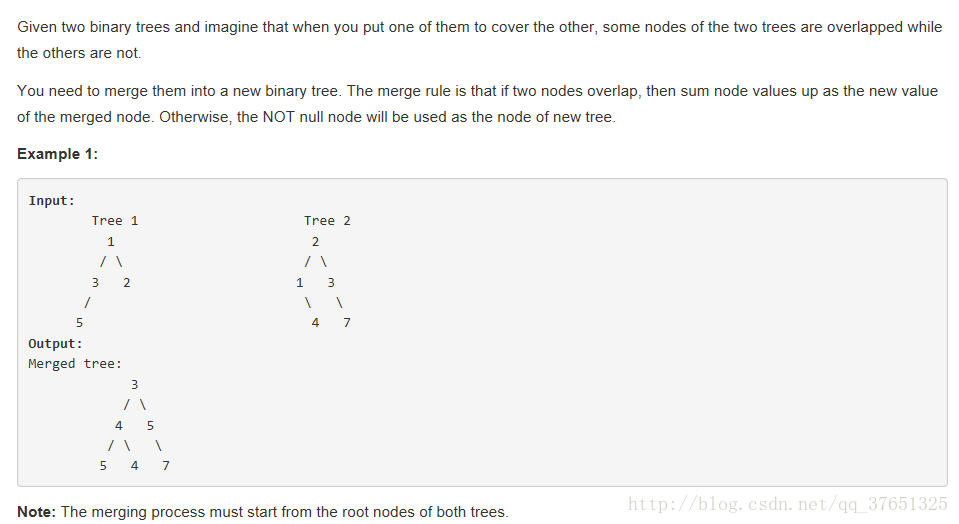 Given two binary trees and imagine that when you put one of them to cover the other, some nodes of the two trees are overlapped while
the others are not.
You need to merge them into a new binary tree. The merge rule is that if two nodes overlap, then sum node values up as the new value
of the merged node. Otherwise, the NOT null node will be used as the node of new tree.
Example 1:
Input:
Tree 1                     Tree 2
1                         2
/ \                       / \
3   2                     1   3
/                           \   \
5                             4   7
Output:
Merged tree:
3
/ \
4   5
/ \   \
5   4   7
Note: The merging process must start from the root nodes of both trees.
http://blog.csdn.net/qq_37651325